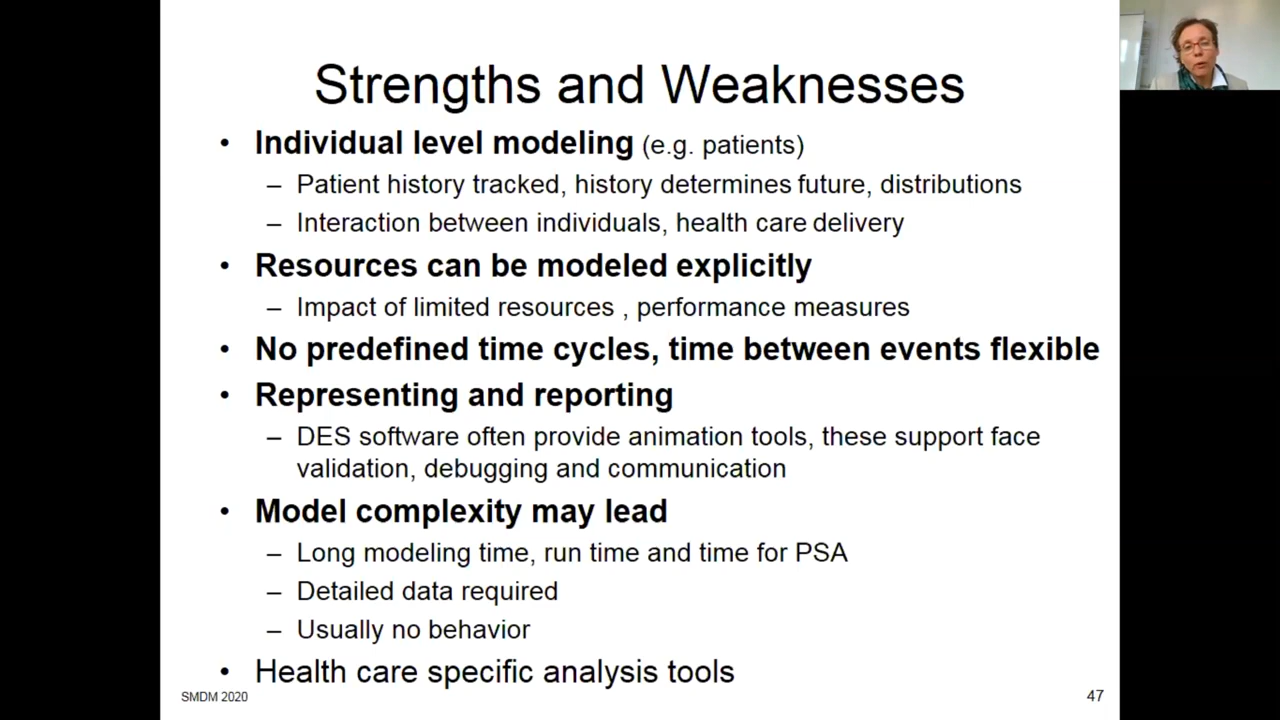 Strengths and Weaknesses
• Individual level modeling (e.g. patients)
– Patient history tracked, history determines future, distributions
– Interaction between individuals, health care delivery
• Resources can be modeled explicitly
– Impact of limited resources , performance measures
• No predefined time cycles, time between events flexible
• Representing and reporting
– DES software often provide animation tools, these support face
validation, debugging and communication
• Model complexity may lead
– Long modeling time, run time and time for PSA
– Detailed data required
– Usually no behavior
• Health care specific analysis tools
SMDM 2020
47